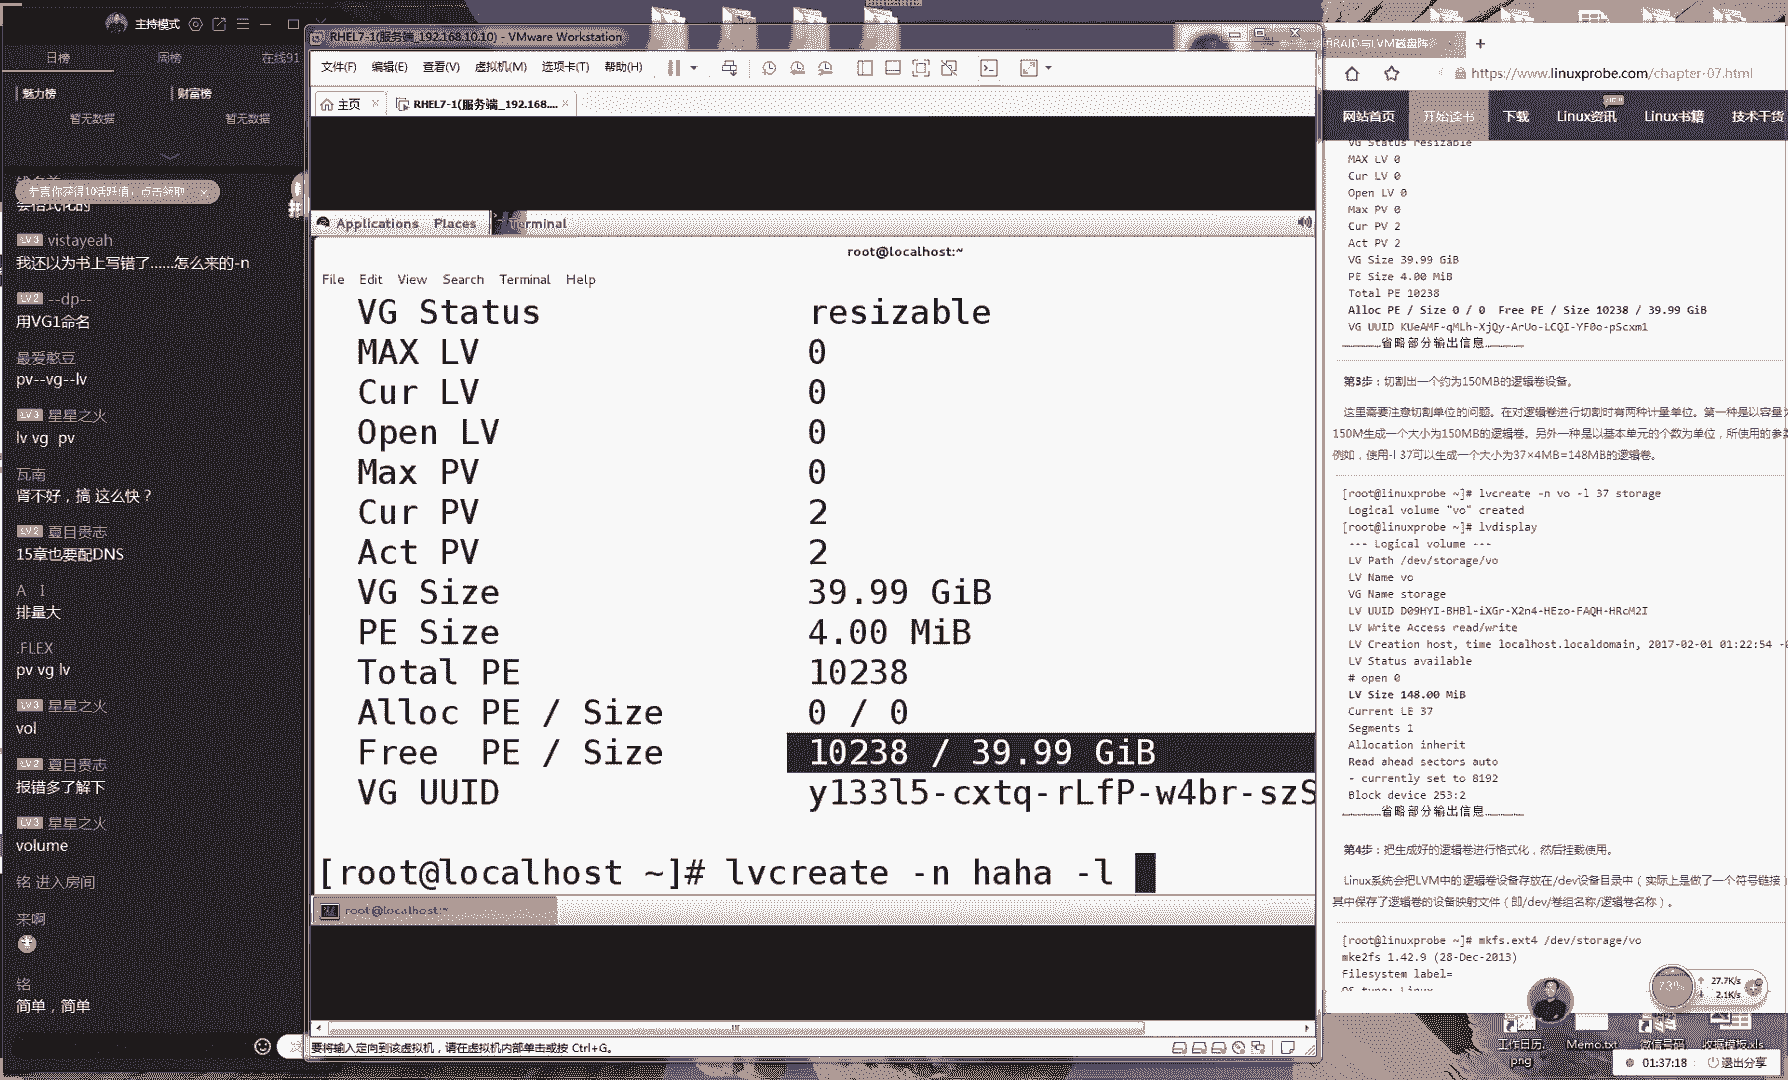 主持模式
日榜
周榜
在线91
魅力榜
财富榜
暂无数据
暂无数据
会格式化的
LV3 vistayeah
我还以为书上写错了......怎么来的-n
LV2 --dp--
用VG1命名
最爱憨豆
pv--vg--lv
LV3 星星之火
lv vg pv
瓦南
肾不好，搞 这么快？
LV2 夏目贵志
15章也要配DNS
A I
排量大
.FLEX
pv vg lv
LV3 星星之火
vol
LV2 夏目贵志
报错多了解下
LV3 星星之火
volume
铭 进入房间
来啊
铭
简单，简单
RHEL7-1(服务端_192.168.10.10) - VMware Workstation
文件(F) 编辑(E) 查看(V) 虚拟机(M) 选项卡(T) 帮助(H)
主页
RHEL7-1(服务端_192.168....
Applications Places Terminal
root@localhost:~
File Edit View Search Terminal Help
VG Status resizable
MAX LV 0
Cur LV 0
Open LV 0
Max PV 0
Cur PV 2
Act PV 2
VG Size 39.99 GiB
PE Size 4.00 MiB
Total PE 10238
Alloc PE / Size 0 / 0
Free PE / Size 10238 / 39.99 GiB
VG UUID y133l5-cxtq-rLfP-w4br-szS
[root@localhost ~]# lvcreate -n haha -l
root@localhost:~
要将输入定向到该虚拟机，请在虚拟机内部单击或按 Ctrl+G。
RAID与LVM磁盘阵
https://www.linuxprobe.com/chapter-07.html
网站首页 开始读书 下载 Linux资讯 Linux书籍 技术干货
VG Status resizable
MAX LV 0
Cur LV 0
Open LV 0
Max PV 0
Cur PV 2
Act PV 2
VG Size 39.99 GiB
PE Size 4.00 MiB
Total PE 10238
Alloc PE / Size 0 / 0 Free PE / Size 10238 / 39.99 GiB
VG UUID KUeAMF-qMLh-XjQy-ArUo-LCQI-YF0o-pScxm1
………………省略部分输出信息………………
第3步：切割出一个约为150MB的逻辑卷设备。
这里需要注意切割单位的问题。在对逻辑卷进行切割时有两种计量单位。第一种是以容量为
150M生成一个大小为150MB的逻辑卷。另外一种是以基本单元的个数为单位，所使用的参数
例如，使用-l 37可以生成一个大小为37×4MB=148MB的逻辑卷。
[root@linuxprobe ~]# lvcreate -n vo -l 37 storage
Logical volume "vo" created
[root@linuxprobe ~]# lvdisplay
--- Logical volume ---
LV Path /dev/storage/vo
LV Name vo
VG Name storage
LV UUID D09HYI-BHBl-iXGr-X2n4-HEzo-FAQH-HRcM2I
LV Write Access read/write
LV Creation host, time localhost.localdomain, 2017-02-01 01:22:54 -
LV Status available
# open 0
LV Size 148.00 MiB
Current LE 37
Segments 1
Allocation inherit
Read ahead sectors auto
- currently set to 8192
Block device 253:2
………………省略部分输出信息………………
第4步：把生成好的逻辑卷进行格式化，然后挂载使用。
Linux系统会把LVM中的逻辑卷设备存放在/dev设备目录中（实际上是做了一个符号链接）
其中保存了逻辑卷的设备映射文件（即/dev/卷组名称/逻辑卷名称）。
[root@linuxprobe ~]# mkfs.ext4 /dev/storage/vo
mke2fs 1.42.9 (28-Dec-2013)
Filesystem label=
OS type: Linux
73%
27.7K/s
2.1K/s
工作日历.png
Memo.txt
微信号码
收据模板.xls
01:37:18
退出分享